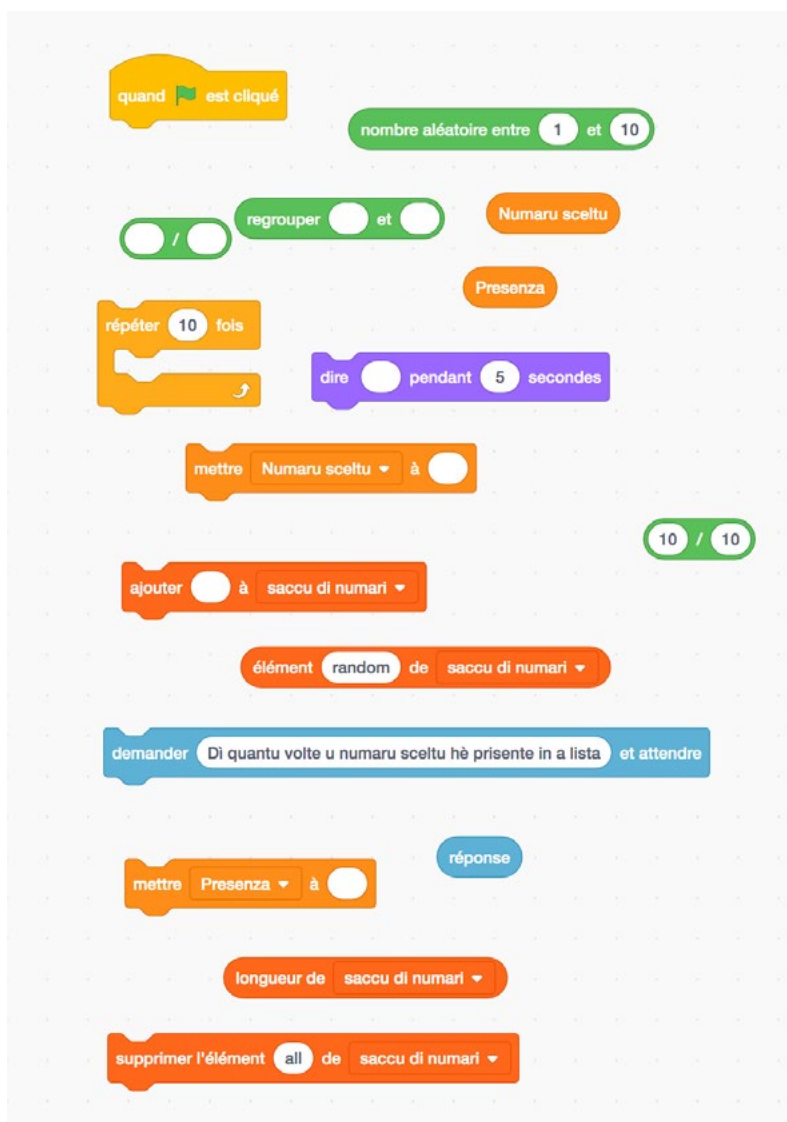 quand est cliqué
nombre aléatoire entre 1 et 10
regrouper et
Numaru sceltu
/
Presenza
répéter 10 fois
dire pendant 5 secondes
mettre Numaru sceltu à
10 / 10
ajouter à saccu di numari
élément random de saccu di numari
demander Dì quantu volte u numaru sceltu hè prisente in a lista et attendre
réponse
mettre Presenza à
longueur de saccu di numari
supprimer l'élément all de saccu di numari